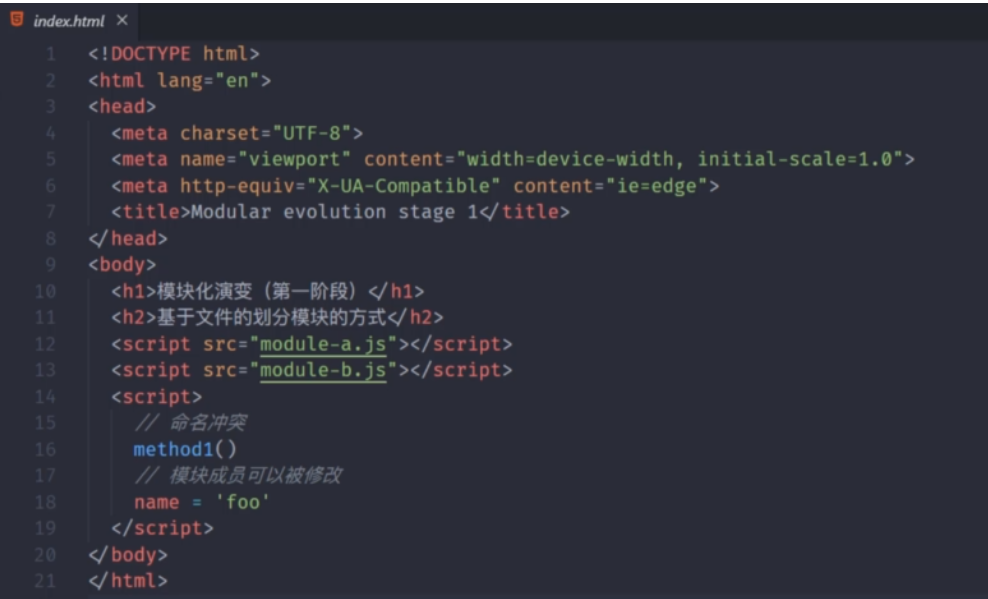 index.html ×
1 <!DOCTYPE html>
2 <html lang="en">
3 <head>
4 <meta charset="UTF-8">
5 <meta name="viewport" content="width=device-width, initial-scale=1.0">
6 <meta http-equiv="X-UA-Compatible" content="ie=edge">
7 <title>Modular evolution stage 1</title>
8 </head>
9 <body>
10 <h1>模块化演变（第一阶段）</h1>
11 <h2>基于文件的划分模块的方式</h2>
12 <script src="module-a.js"></script>
13 <script src="module-b.js"></script>
14 <script>
15 // 命名冲突
16 method1()
17 // 模块成员可以被修改
18 name = 'foo'
19 </script>
20 </body>
21 </html>